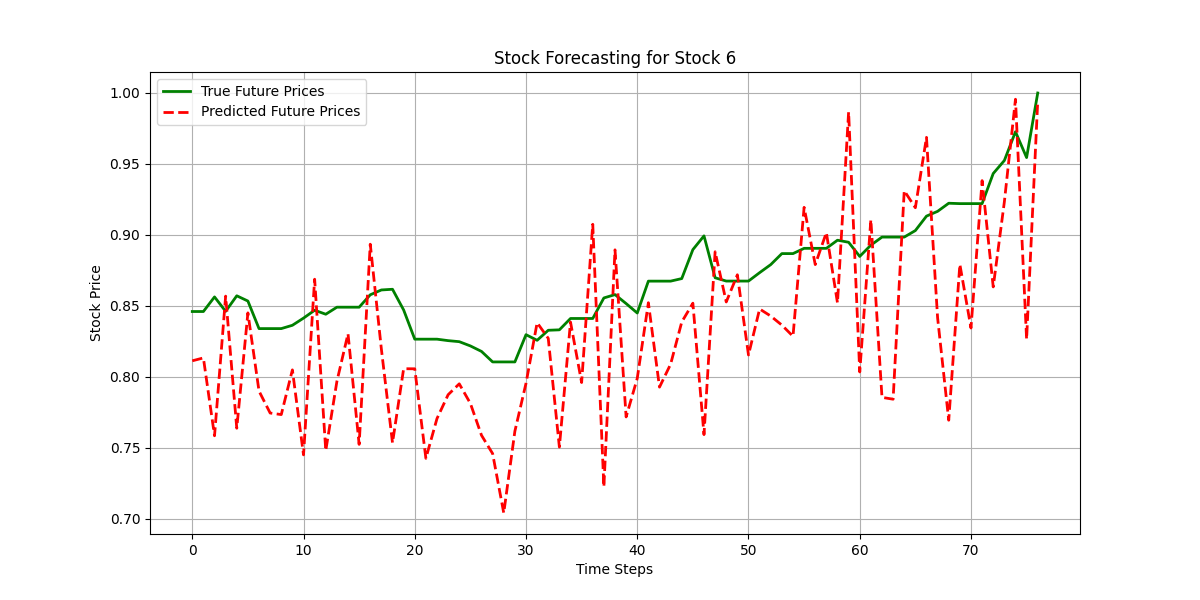 Stock Forecasting for Stock 6
True Future Prices
Predicted Future Prices
Stock Price
1.00
0.95
0.90
0.85
0.80
0.75
0.70
0 10 20 30 40 50 60 70
Time Steps